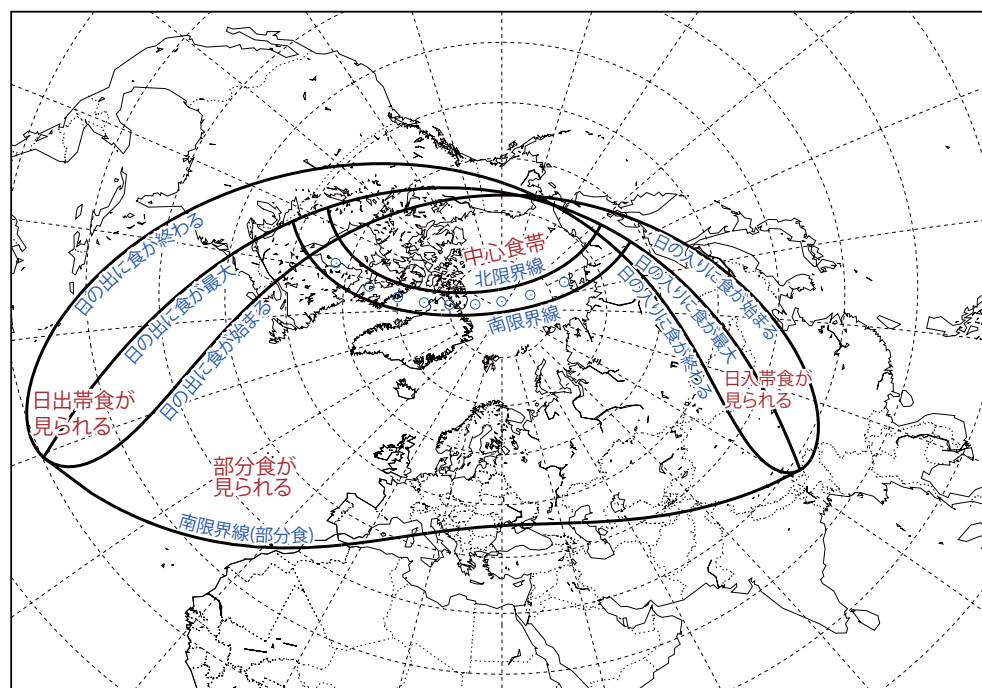 日の出に食が終わる
日の出に食が最大
日の出に食が始まる
中心食帯
北限界線
南限界線
日の入りに食が始まる
日の入りに食が最大
日の入りに食が終わる
日出帯食が
見られる
日入帯食が
見られる
部分食が
見られる
南限界線(部分食)